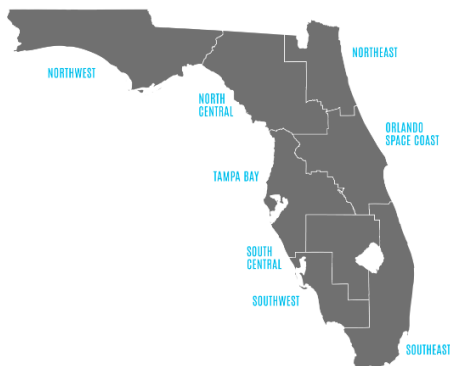 NORTHEAST
NORTHWEST
NORTH
CENTRAL
ORLANDO
SPACE COAST
TAMPA BAY
SOUTH
CENTRAL
SOUTHWEST
SOUTHEAST